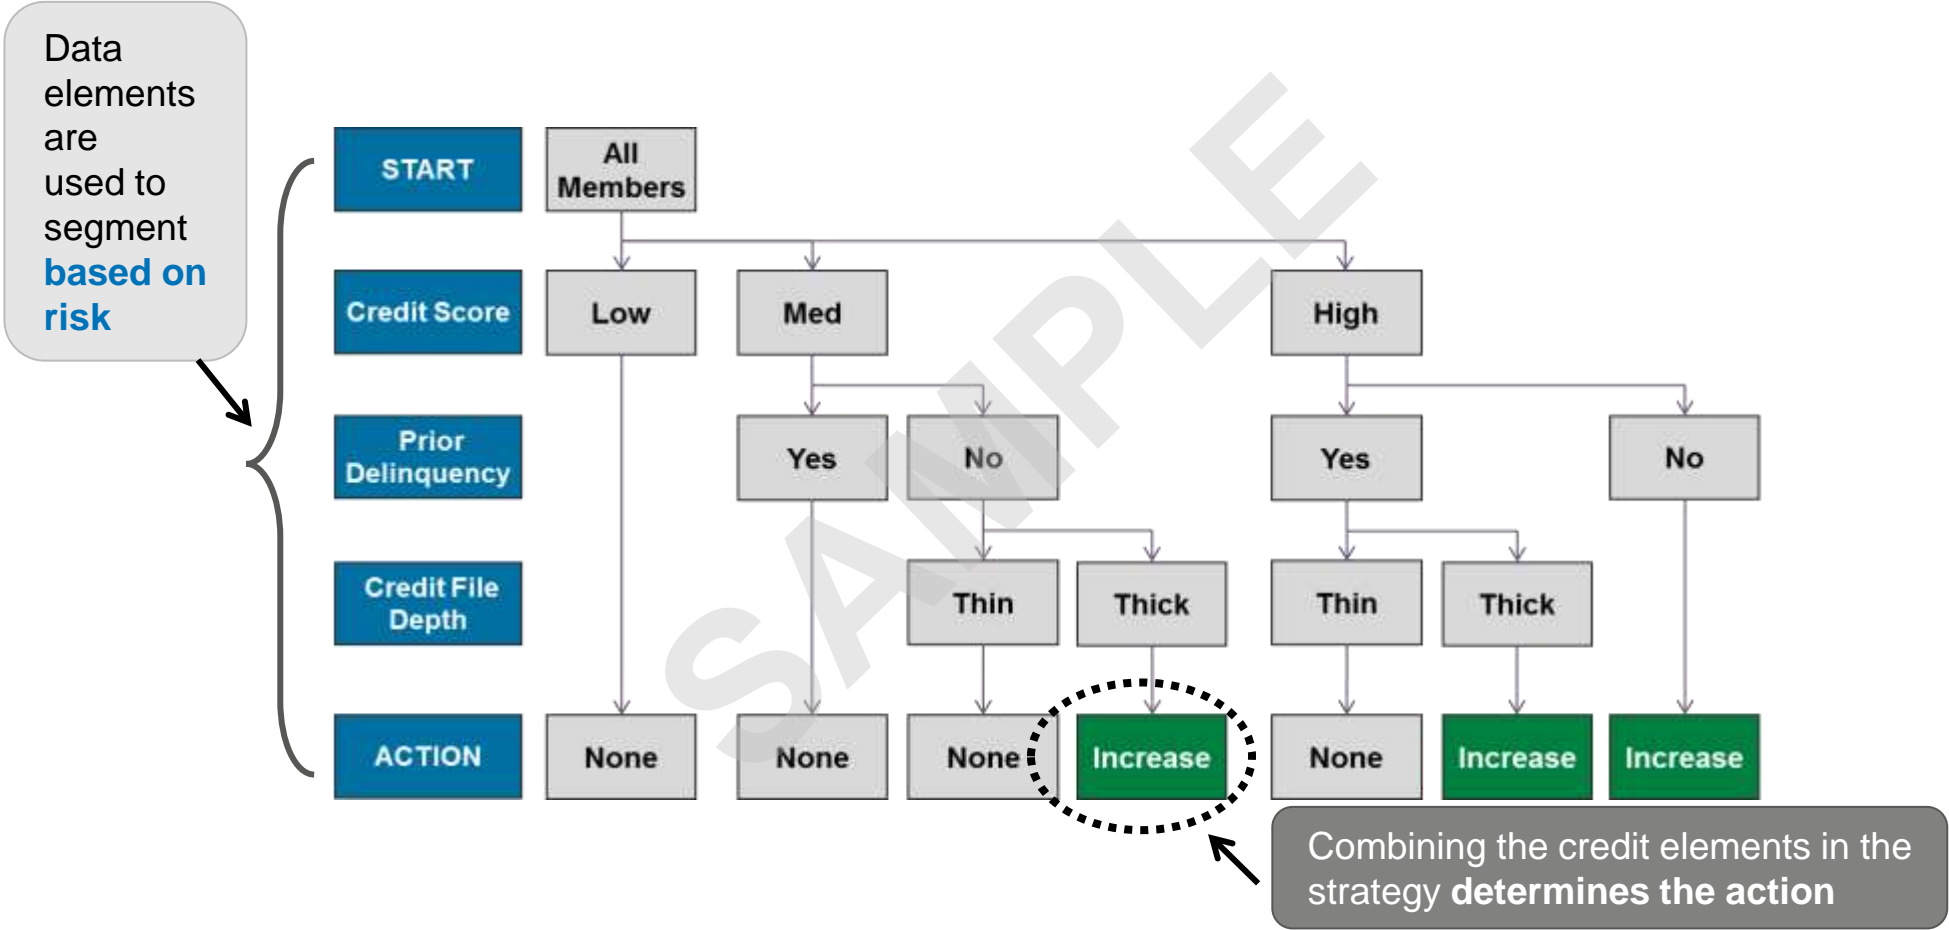 Data
elements
are
used to
segment
based on
risk
START
All
Members
Credit Score
Low
Med
High
Prior
Delinquency
Yes
No
Yes
No
Credit File
Depth
Thin
Thick
Thin
Thick
ACTION
None
None
None
Increase
None
Increase
Increase
SAMPLE
Combining the credit elements in the
strategy determines the action